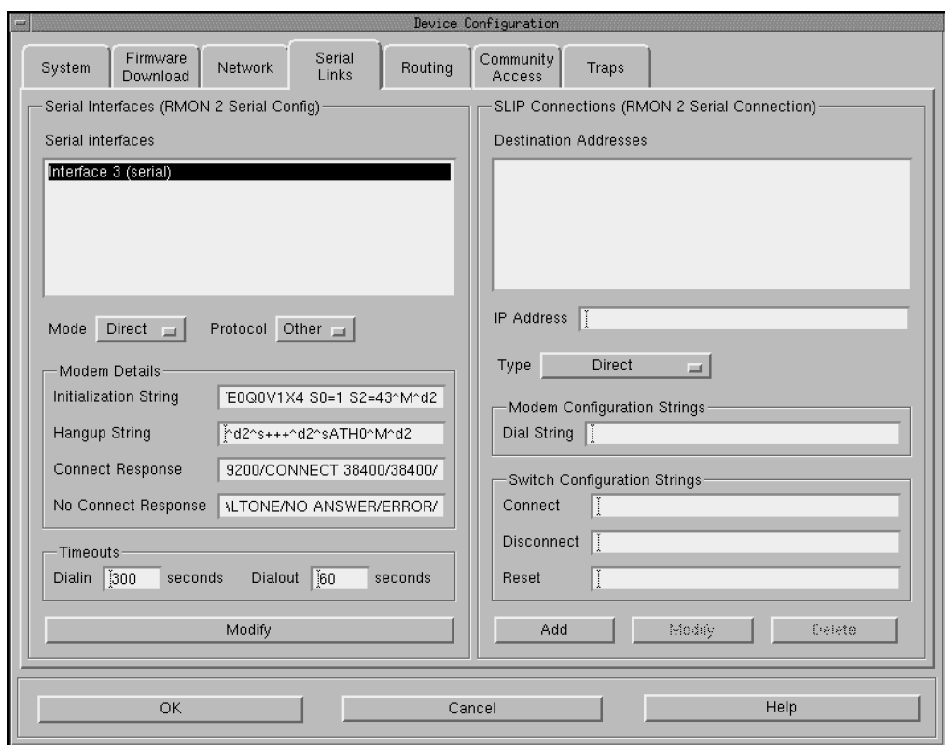 Device Configuration
System
Firmware Download
Network
Serial Links
Routing
Community Access
Traps
Serial Interfaces (RMON 2 Serial Config)
Serial interfaces
Interface 3 (serial)
Mode Direct Protocol Other
Modem Details
Initialization String 'E0Q0V1X4 S0=1 S2=43^M^d2
Hangup String ^d2^s+++^d2^sATH0^M^d2
Connect Response 9200/CONNECT 38400/38400/
No Connect Response \LTONE/NO ANSWER/ERROR/
Timeouts
Dialin 300 seconds Dialout 60 seconds
Modify
SLIP Connections (RMON 2 Serial Connection)
Destination Addresses
IP Address
Type Direct
Modem Configuration Strings
Dial String
Switch Configuration Strings
Connect
Disconnect
Reset
Add Modify Delete
OK Cancel Help